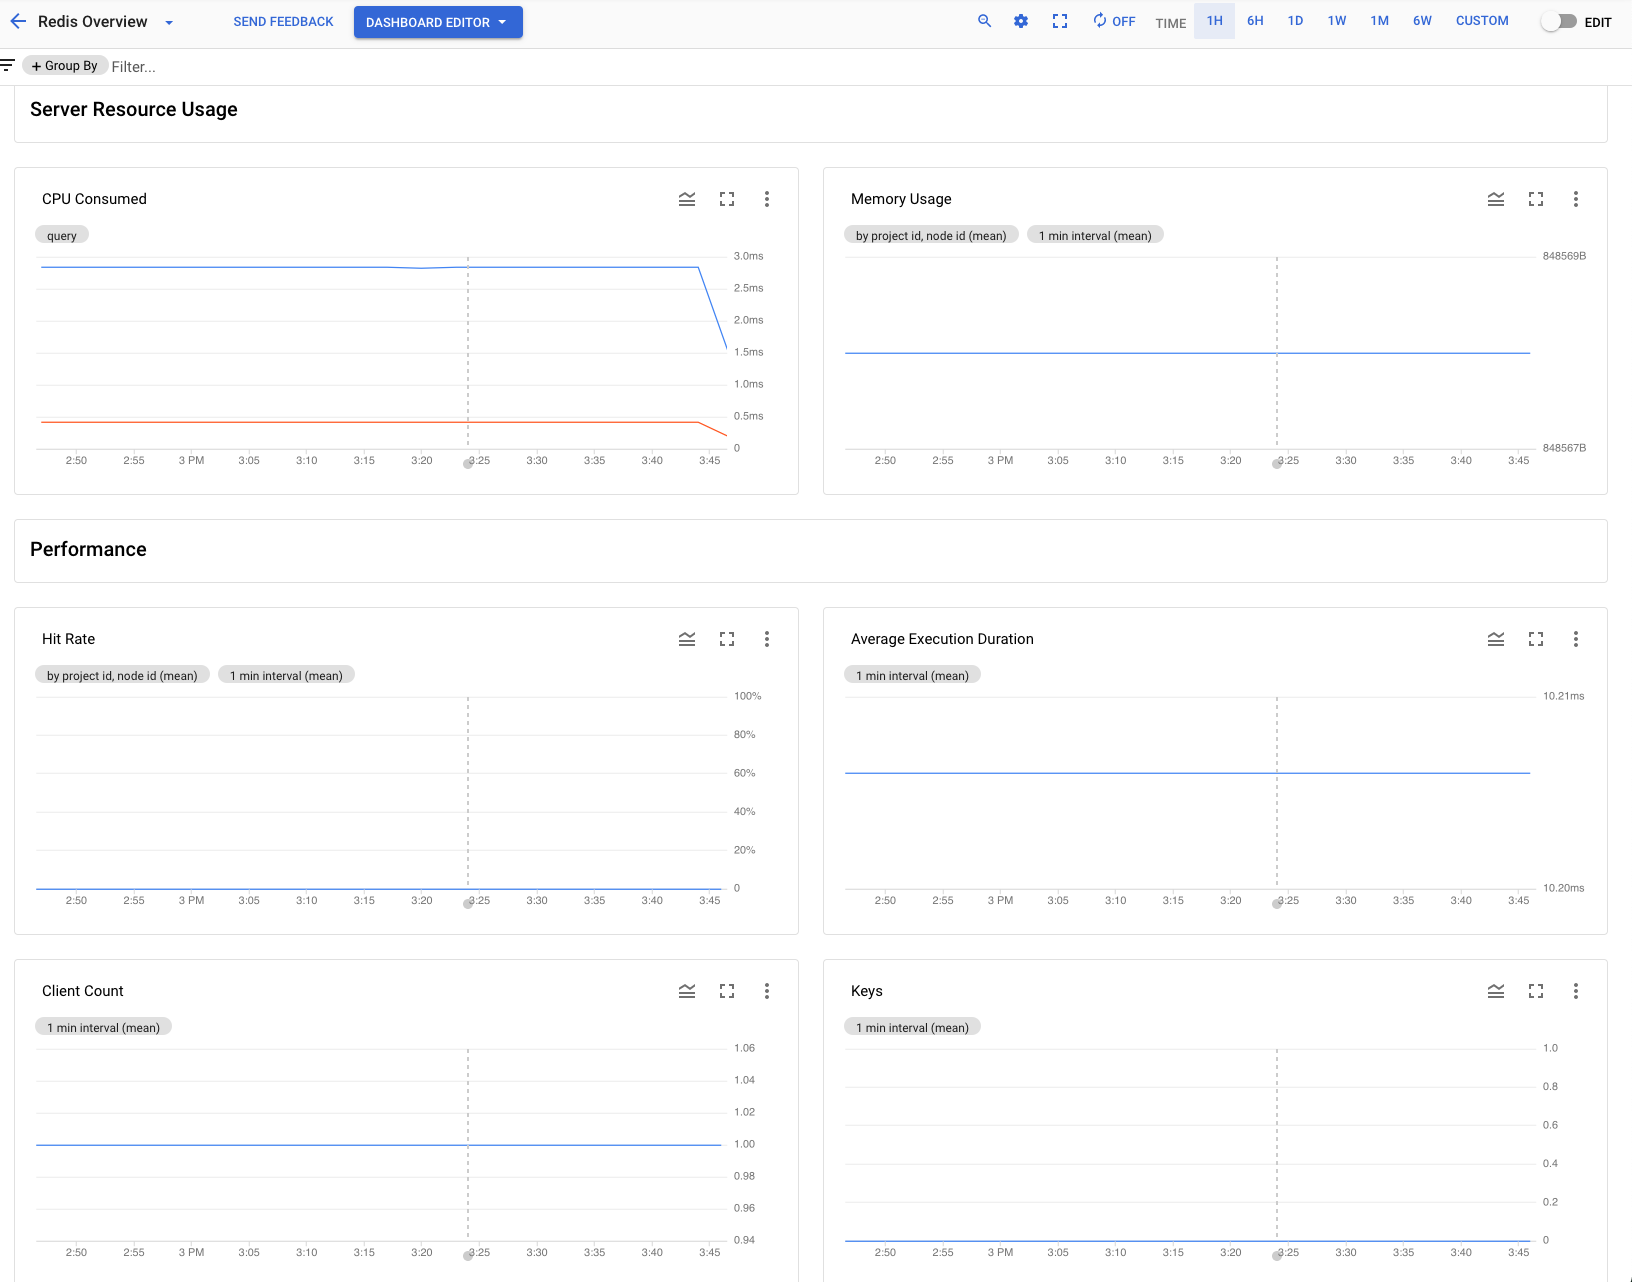 Redis Overview SEND FEEDBACK DASHBOARD EDITOR OFF TIME 1H 6H 1D 1W 1M 6W CUSTOM EDIT
+ Group By Filter...
Server Resource Usage
CPU Consumed
query
3.0ms
2.5ms
2.0ms
1.5ms
1.0ms
0.5ms
0
2:50 2:55 3 PM 3:05 3:10 3:15 3:20 3:25 3:30 3:35 3:40 3:45
Memory Usage
by project id, node id (mean) 1 min interval (mean)
848569B
848567B
2:50 2:55 3 PM 3:05 3:10 3:15 3:20 3:25 3:30 3:35 3:40 3:45
Performance
Hit Rate
by project id, node id (mean) 1 min interval (mean)
100%
80%
60%
40%
20%
0
2:50 2:55 3 PM 3:05 3:10 3:15 3:20 3:25 3:30 3:35 3:40 3:45
Average Execution Duration
1 min interval (mean)
10.21ms
10.20ms
2:50 2:55 3 PM 3:05 3:10 3:15 3:20 3:25 3:30 3:35 3:40 3:45
Client Count
1 min interval (mean)
1.06
1.04
1.02
1.00
0.98
0.96
0.94
2:50 2:55 3 PM 3:05 3:10 3:15 3:20 3:25 3:30 3:35 3:40 3:45
Keys
1 min interval (mean)
1.0
0.8
0.6
0.4
0.2
0
2:50 2:55 3 PM 3:05 3:10 3:15 3:20 3:25 3:30 3:35 3:40 3:45